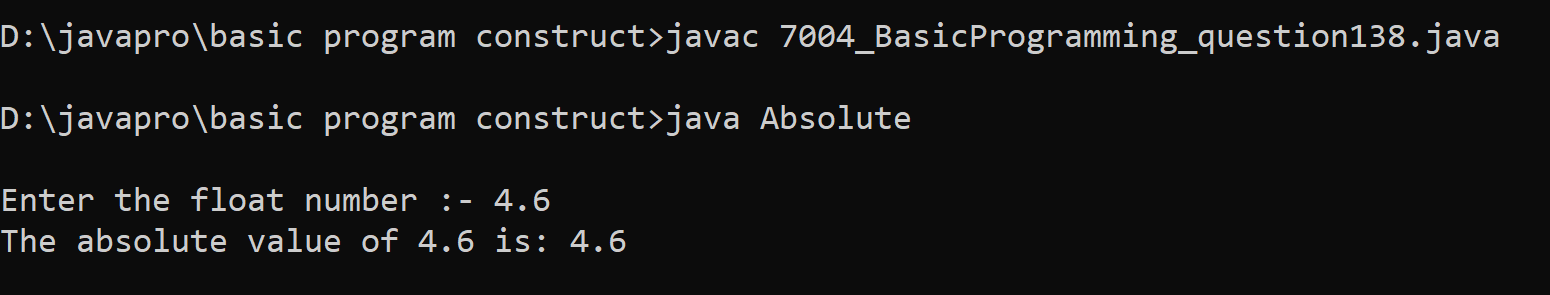 D:\javapro\basic program construct>javac 7004_BasicProgramming_question138.java
D:\javapro\basic program construct>java Absolute
Enter the float number :- 4.6
The absolute value of 4.6 is: 4.6